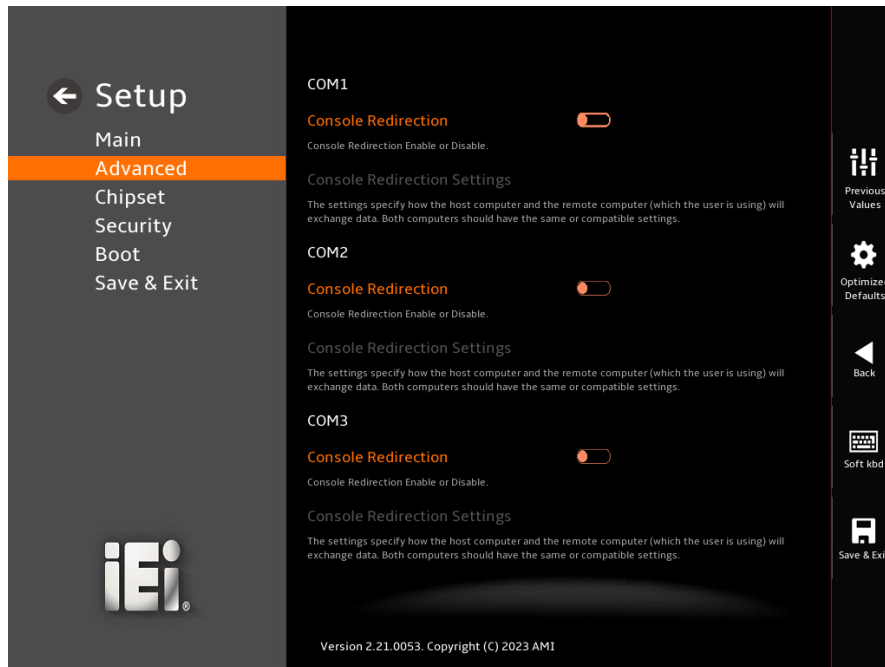 Setup
Main
Advanced
Chipset
Security
Boot
Save & Exit
iEi®
COM1
Console Redirection
Console Redirection Enable or Disable.
Console Redirection Settings
The settings specify how the host computer and the remote computer (which the user is using) will
exchange data. Both computers should have the same or compatible settings.
COM2
Console Redirection
Console Redirection Enable or Disable.
Console Redirection Settings
The settings specify how the host computer and the remote computer (which the user is using) will
exchange data. Both computers should have the same or compatible settings.
COM3
Console Redirection
Console Redirection Enable or Disable.
Console Redirection Settings
The settings specify how the host computer and the remote computer (which the user is using) will
exchange data. Both computers should have the same or compatible settings.
Version 2.21.0053. Copyright (C) 2023 AMI
Previous
Values
Optimize
Defaults
Back
Soft kbd
Save & Exi